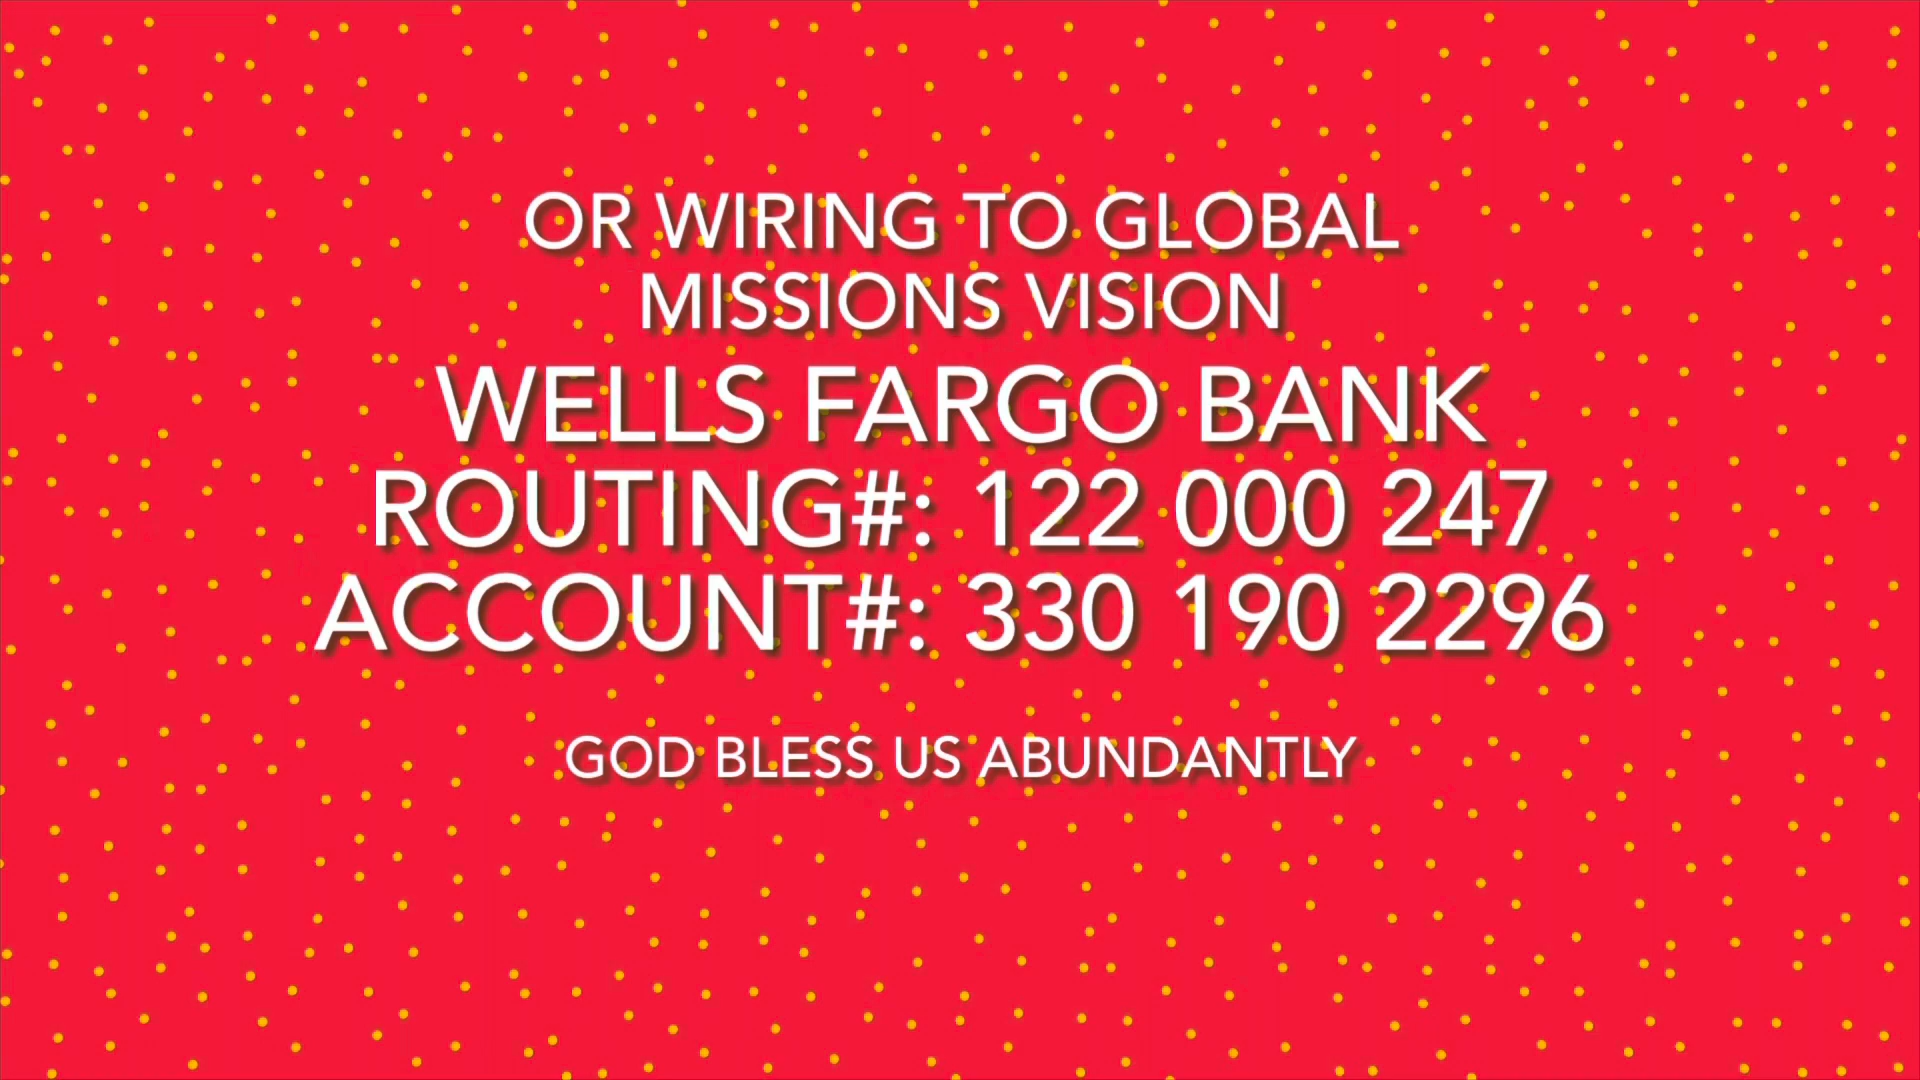 OR WIRING TO GLOBAL
MISSIONS VISION
WELLS FARGO BANK
ROUTING#: 122 000 247
ACCOUNT#: 330 190 2296
GOD BLESS US ABUNDANTLY